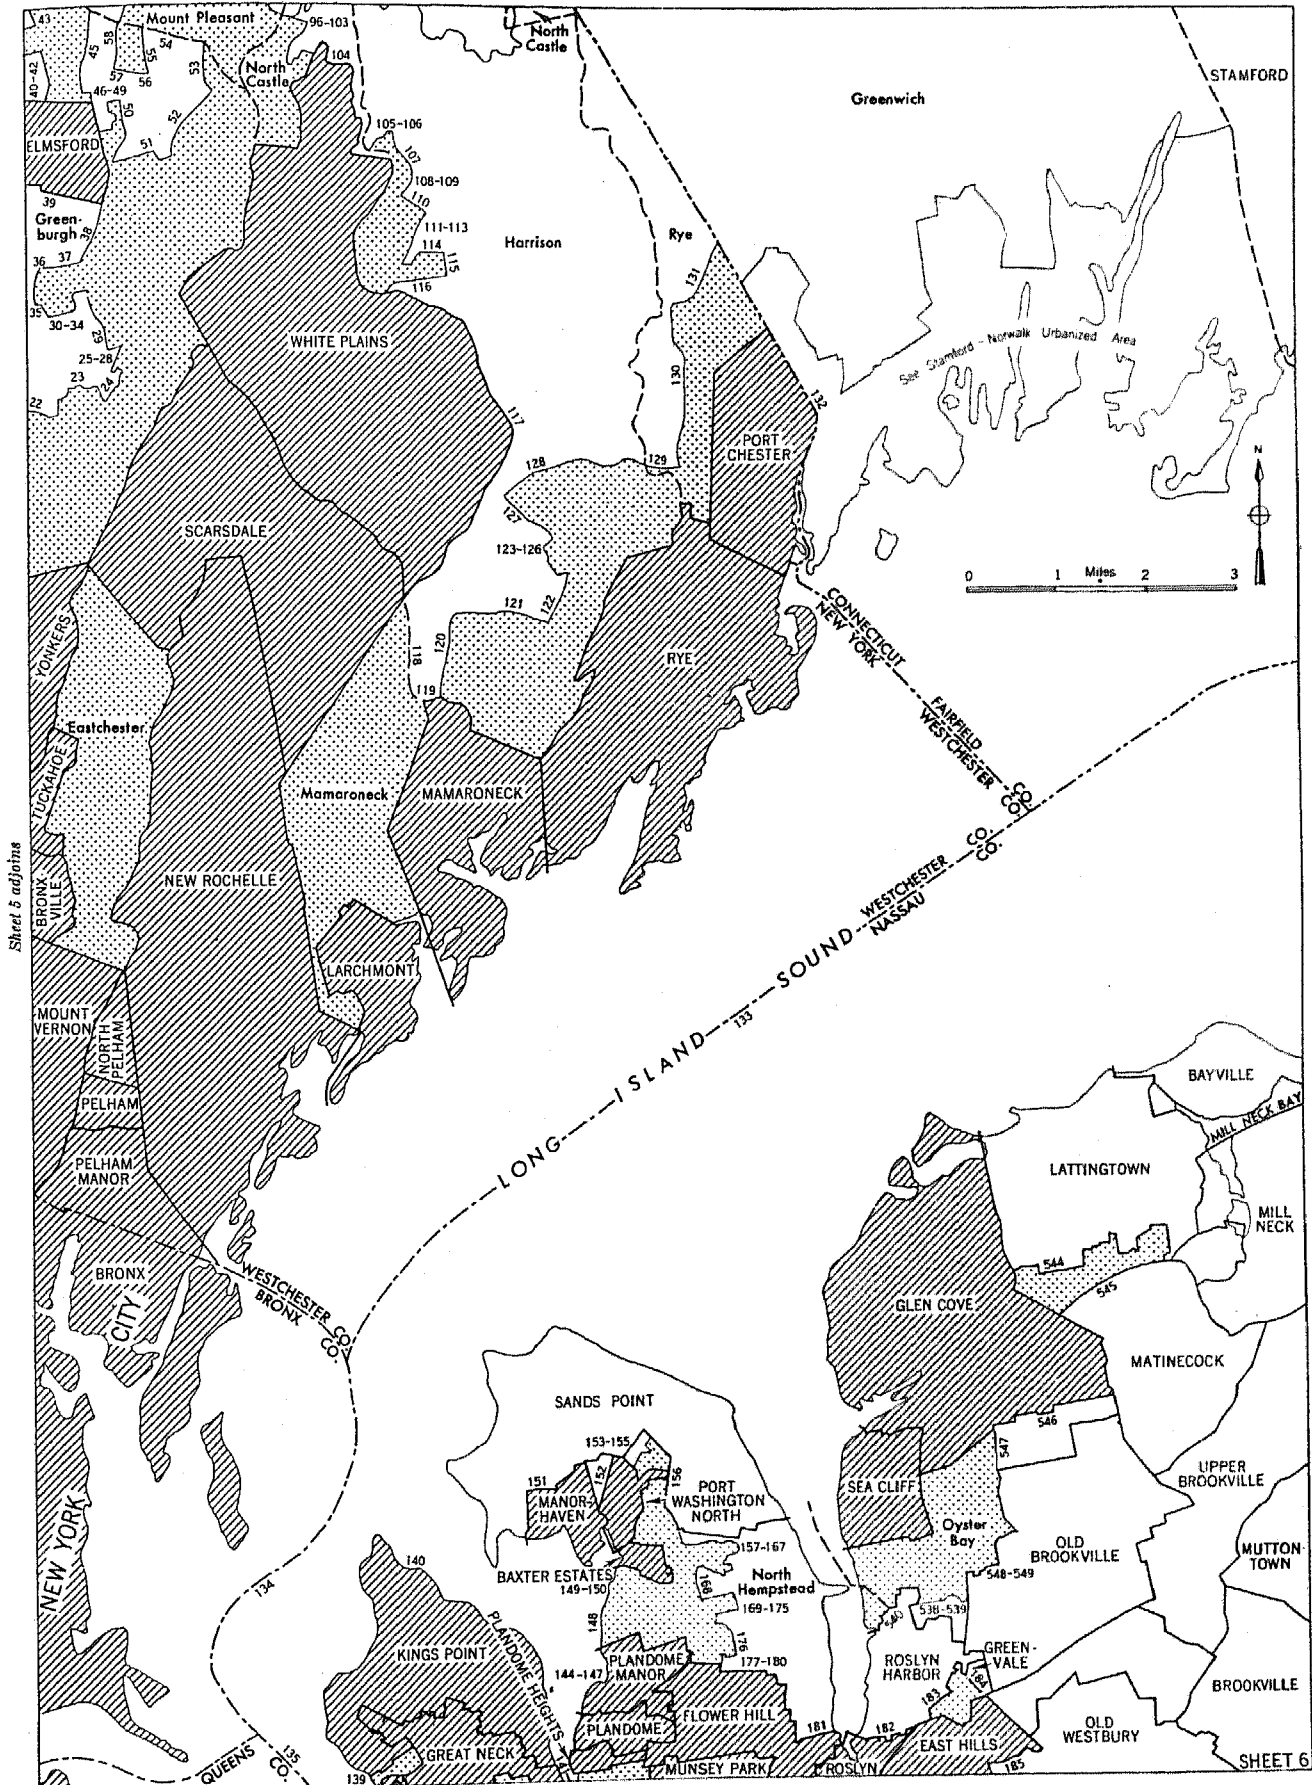 43
Mount Pleasant
96-103
North
Castle
45
58
54
55
53
57
56
North
Castle
104
40-42
46-49
50
52
51
STAMFORD
Greenwich
105-106
107
ELMSFORD
108-109
39
110
Green-
burgh
38
111-113
114
115
116
Harrison
Rye
131
36
37
35
30-34
29
25-28
23
24
22
WHITE PLAINS
See Stamford - Norwalk Urbanized Area
130
132
117
PORT
CHESTER
N
128
129
127
SCARSDALE
123-126
0 1 Miles 2 3
121
122
120
118
119
CONNECTICUT
NEW YORK
YONKERS
RYE
Eastchester
FAIRFIELD CO.
WESTCHESTER CO.
TUCKAHOE
Mamaroneck
MAMARONECK
Sheet 5 adjoins
BRONX
VILLE
NEW ROCHELLE
WESTCHESTER CO.
NASSAU CO.
LARCHMONT
LONG ISLAND SOUND
133
MOUNT
VERNON
NORTH
PELHAM
PELHAM
PELHAM
MANOR
BAYVILLE
MILL NECK BAY
LATTINGTOWN
MILL
NECK
544
545
WESTCHESTER CO.
BRONX CO.
BRONX
NEW YORK CITY
GLEN COVE
MATINECOCK
SANDS POINT
546
547
153-155
151
152
156
MANOR-
HAVEN
PORT
WASHINGTON
NORTH
SEA CLIFF
UPPER
BROOKVILLE
Oyster
Bay
OLD
BROOKVILLE
MUTTON-
TOWN
157-167
BAXTER ESTATES
149-150
168
North
Hempstead
169-175
548-549
540
538-539
140
134
148
176
KINGS POINT
PLANDOME HEIGHTS
144-147
PLANDOME
MANOR
177-180
ROSLYN
HARBOR
GREEN-
VALE
183
184
BROOKVILLE
PLANDOME
FLOWER HILL
181
182
EAST HILLS
OLD
WESTBURY
QUEENS CO.
135
139
GREAT NECK
MUNSEY PARK
ROSLYN
185
SHEET 6